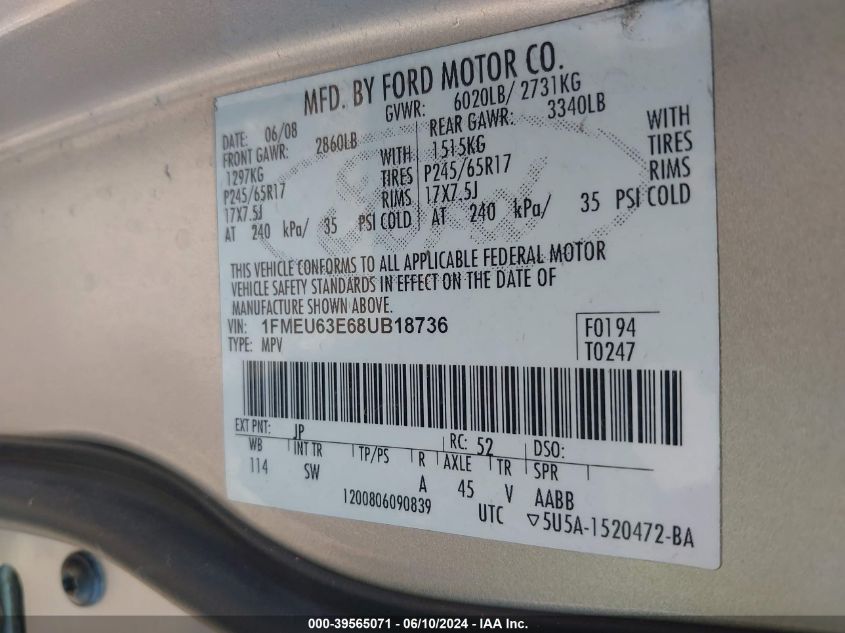 MFD. BY FORD MOTOR CO.
DATE: 06/08 GVWR: 6020LB/ 2731KG
FRONT GAWR: 2860LB REAR GAWR: 3340LB
1297KG WITH 1515KG WITH
P245/65R17 TIRES P245/65R17 TIRES
17X7.5J RIMS 17X7.5J RIMS
AT 240 kPa/ 35 PSI COLD AT 240 kPa/ 35 PSI COLD
THIS VEHICLE CONFORMS TO ALL APPLICABLE FEDERAL MOTOR
VEHICLE SAFETY STANDARDS IN EFFECT ON THE DATE OF
MANUFACTURE SHOWN ABOVE.
VIN: 1FMEU63E68UB18736 F0194
TYPE: MPV T0247
EXT PNT: JP RC: 52 DSO:
WB INT TR TP/PS R AXLE TR SPR
114 SW A 45 V AABB
1200806090839 UTC ▽5U5A-1520472-BA
000-39565071 - 06/10/2024 - IAA Inc.